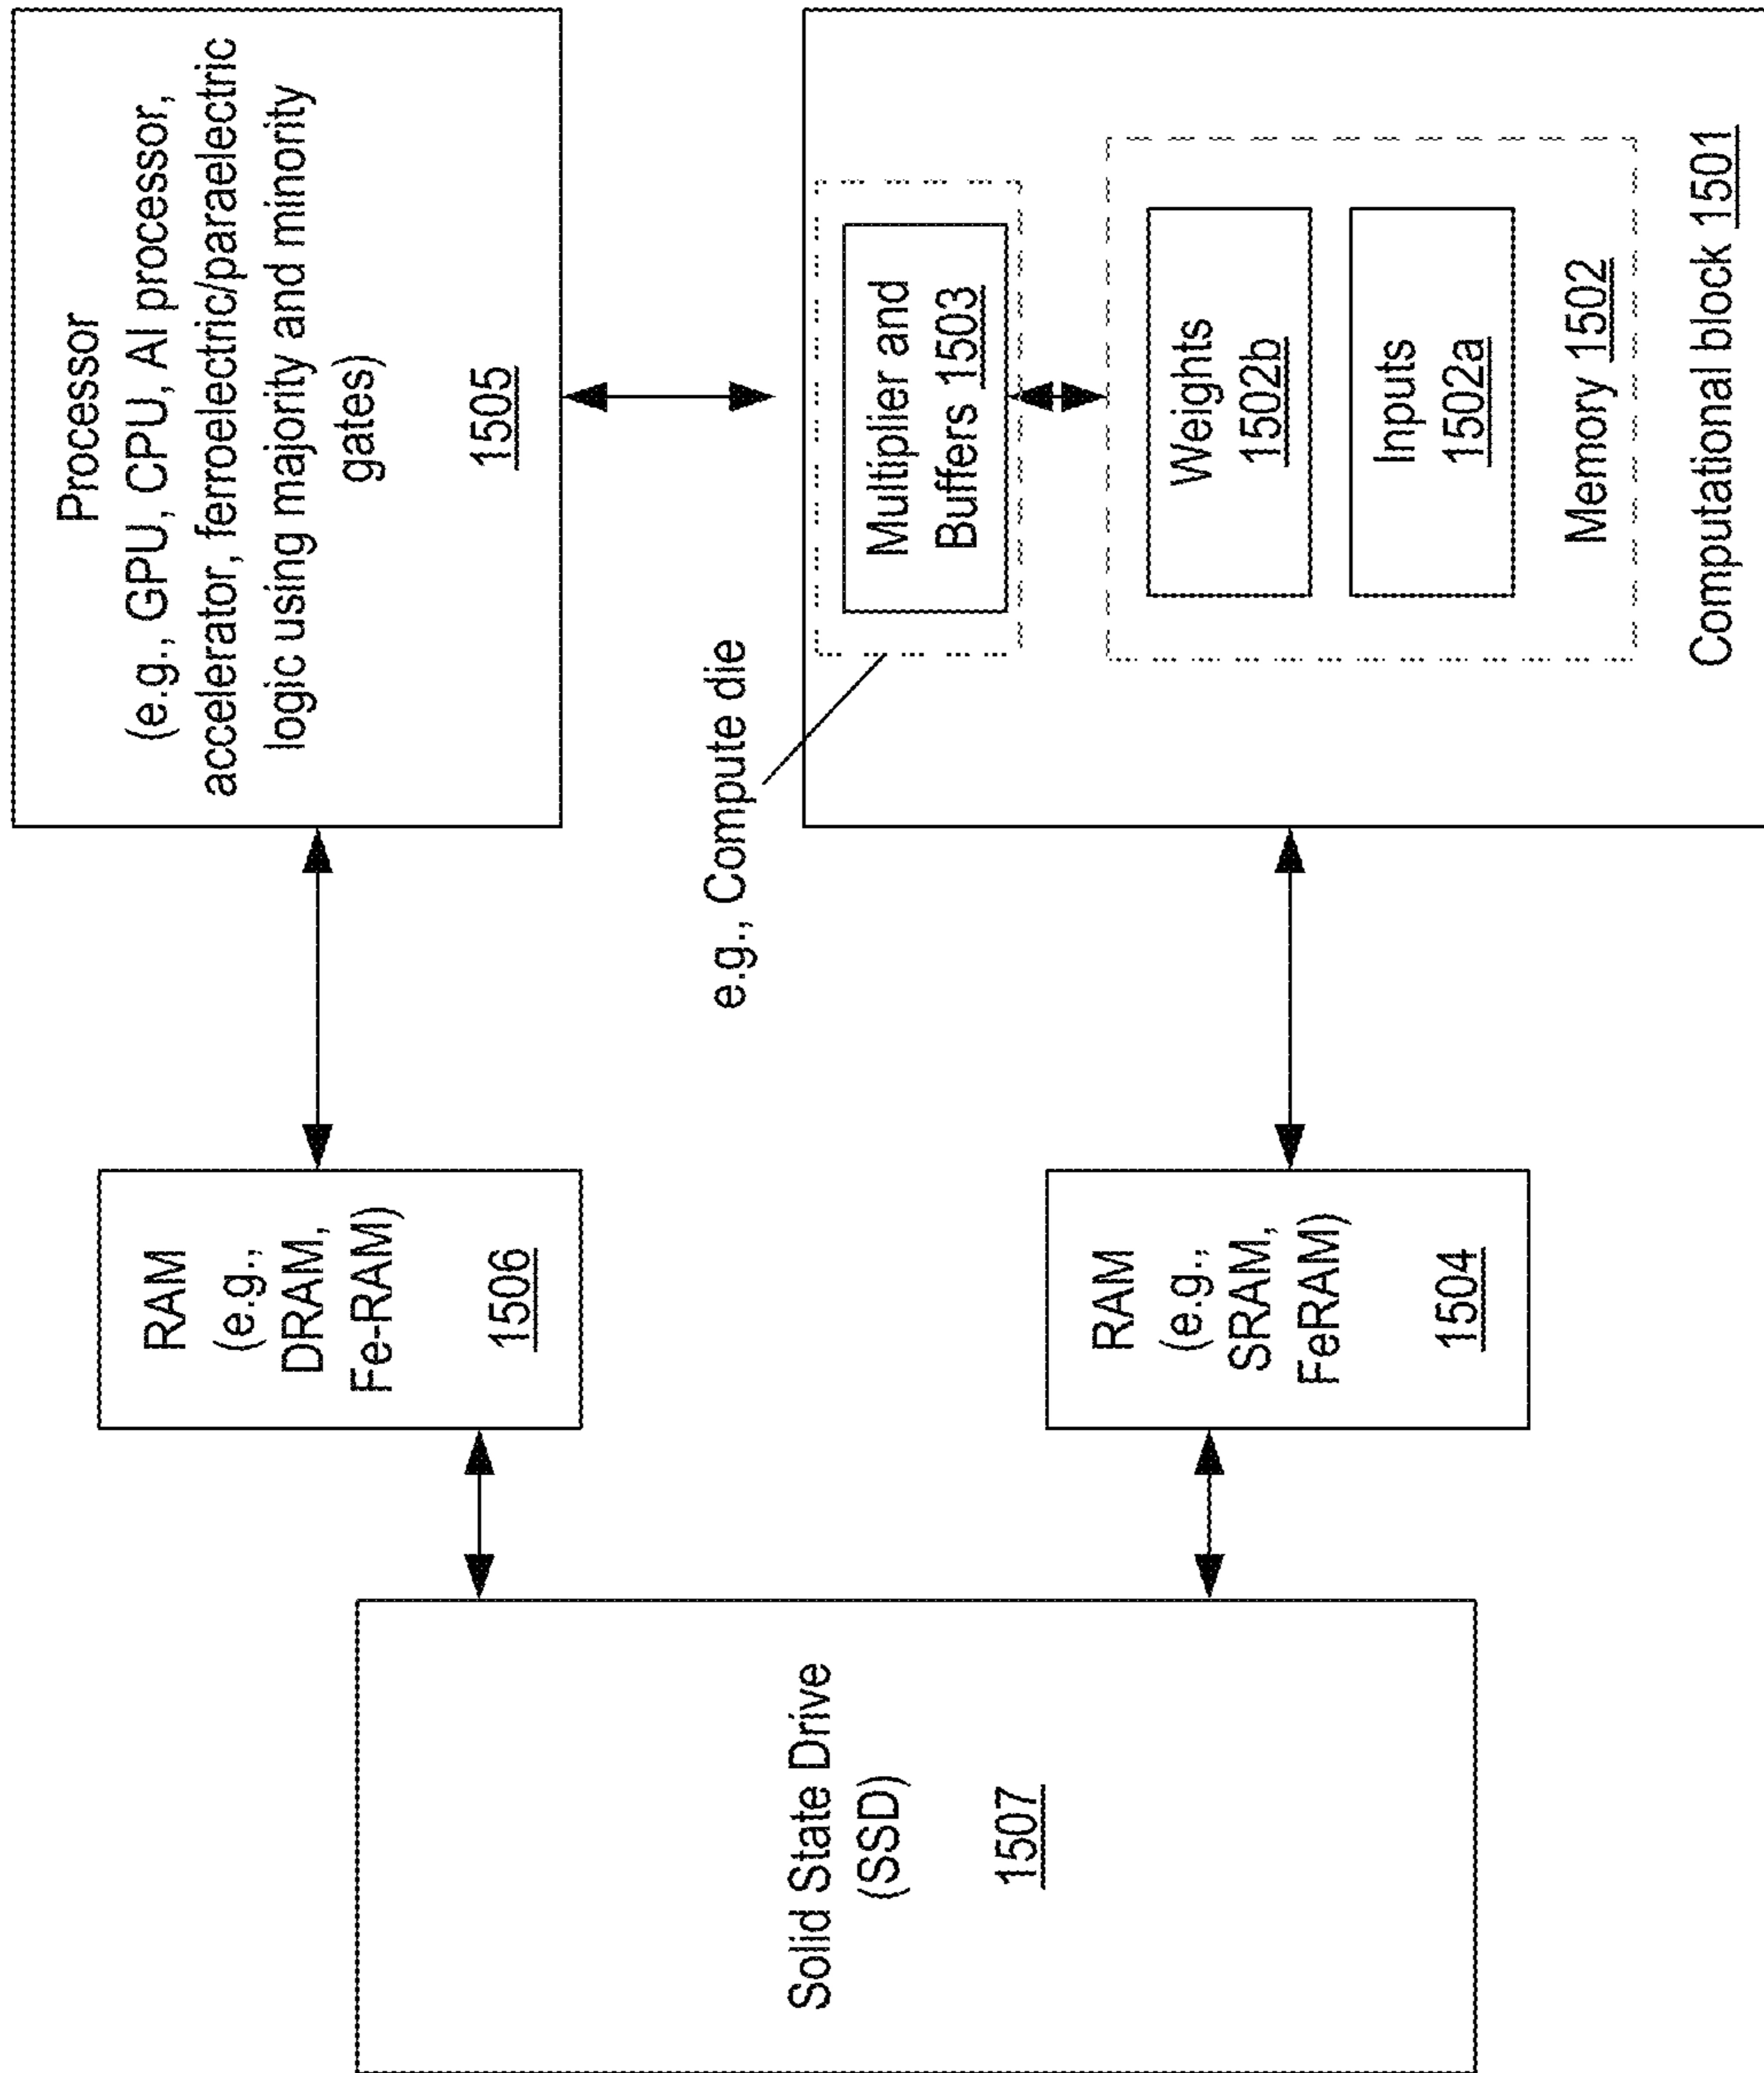 Processor
(e.g., GPU, CPU, AI processor,
accelerator, ferroelectric/paraelectric
logic using majority and minority
gates)
1505
RAM
(e.g.,
DRAM,
Fe-RAM)
1506
Solid State Drive
(SSD)
1507
e.g., Compute die
RAM
(e.g.,
SRAM,
FeRAM)
1504
Multiplier and
Buffers 1503
Weights
1502b
Inputs
1502a
Memory 1502
Computational block 1501